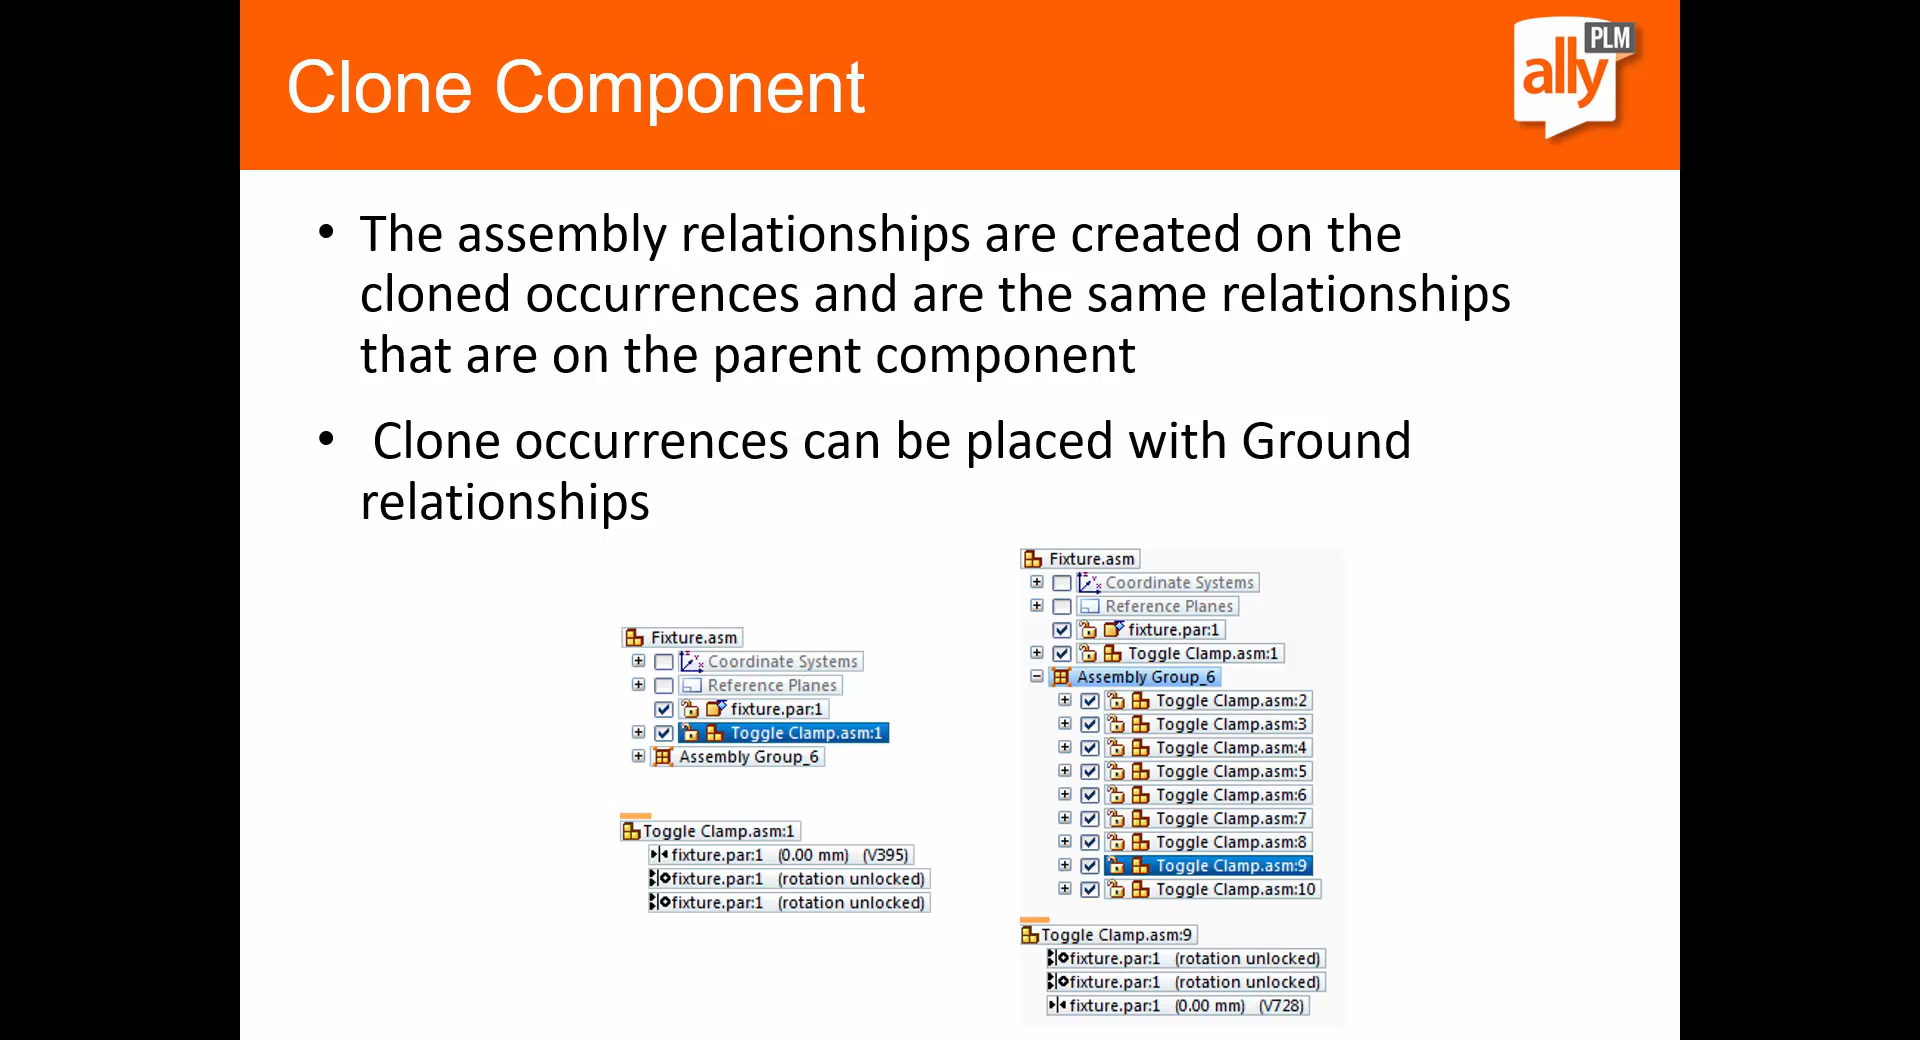 Clone Component
PLM
ally
• The assembly relationships are created on the
cloned occurrences and are the same relationships
that are on the parent component
• Clone occurrences can be placed with Ground
relationships
Fixture.asm
Coordinate Systems
Reference Planes
fixture.par:1
Toggle Clamp.asm:1
Assembly Group_6
Toggle Clamp.asm:1
fixture.par:1 (0.00 mm) (V395)
fixture.par:1 (rotation unlocked)
fixture.par:1 (rotation unlocked)
Fixture.asm
Coordinate Systems
Reference Planes
fixture.par:1
Toggle Clamp.asm:1
Assembly Group_6
Toggle Clamp.asm:2
Toggle Clamp.asm:3
Toggle Clamp.asm:4
Toggle Clamp.asm:5
Toggle Clamp.asm:6
Toggle Clamp.asm:7
Toggle Clamp.asm:8
Toggle Clamp.asm:9
Toggle Clamp.asm:10
Toggle Clamp.asm:9
fixture.par:1 (rotation unlocked)
fixture.par:1 (rotation unlocked)
fixture.par:1 (0.00 mm) (V728)